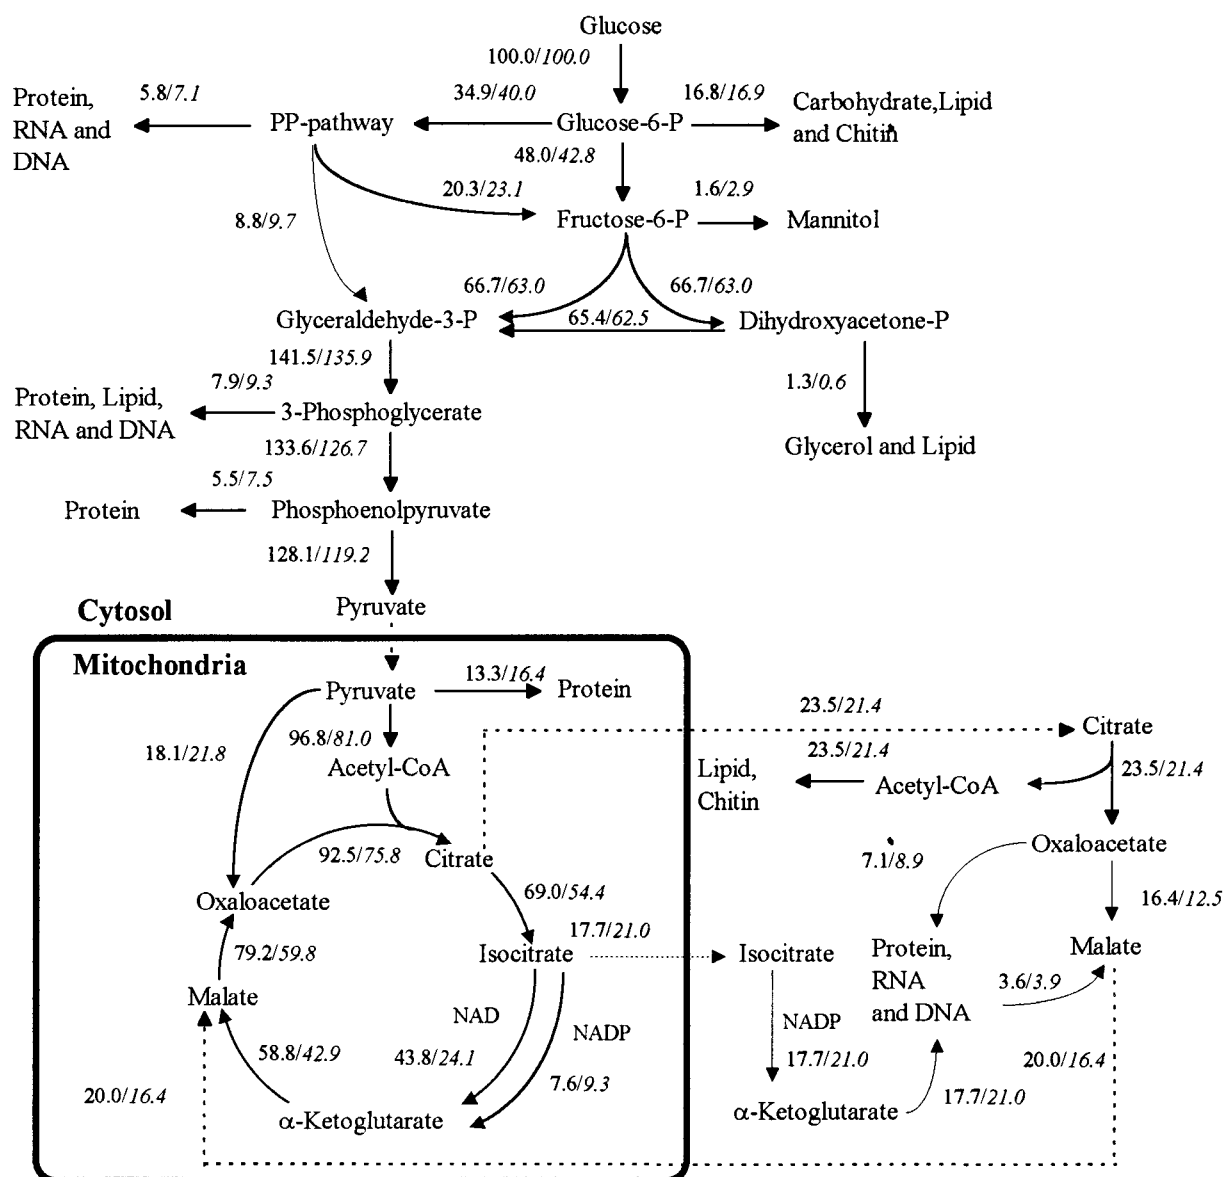 Glucose
100.0/100.0
5.8/7.1
34.9/40.0
16.8/16.9
Protein,
RNA and
DNA
PP-pathway
Glucose-6-P
Carbohydrate,Lipid
and Chitin
48.0/42.8
20.3/23.1
1.6/2.9
8.8/9.7
Fructose-6-P
Mannitol
66.7/63.0
66.7/63.0
Glyceraldehyde-3-P
65.4/62.5
Dihydroxyacetone-P
141.5/135.9
7.9/9.3
1.3/0.6
Protein, Lipid,
RNA and DNA
3-Phosphoglycerate
133.6/126.7
Glycerol and Lipid
5.5/7.5
Protein
Phosphoenolpyruvate
128.1/119.2
Cytosol
Pyruvate
Mitochondria
13.3/16.4
Pyruvate
Protein
23.5/21.4
Citrate
18.1/21.8
96.8/81.0
23.5/21.4
Acetyl-CoA
Lipid,
Chitin
Acetyl-CoA
23.5/21.4
92.5/75.8
Citrate
7.1/8.9
Oxaloacetate
Oxaloacetate
69.0/54.4
16.4/12.5
79.2/59.8
17.7/21.0
Isocitrate
Isocitrate
Protein,
RNA
and DNA
Malate
3.6/3.9
Malate
NAD
NADP
NADP
58.8/42.9
43.8/24.1
7.6/9.3
17.7/21.0
20.0/16.4
20.0/16.4
α-Ketoglutarate
α-Ketoglutarate
17.7/21.0